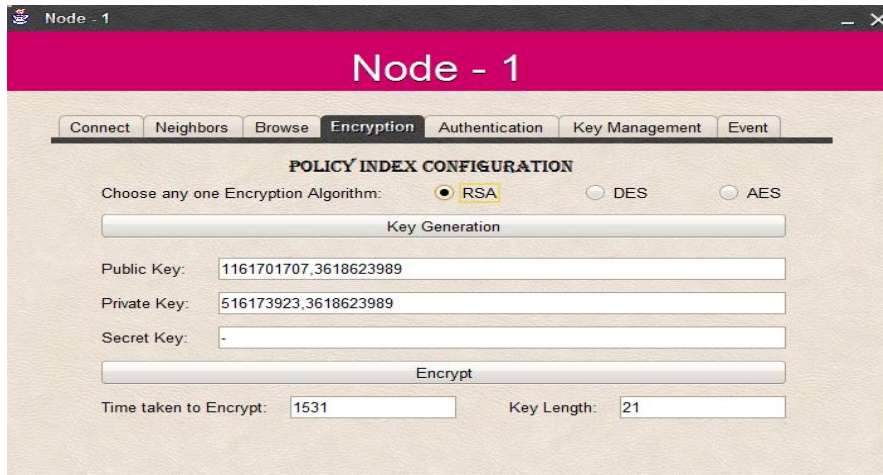 Node - 1
Node - 1
Connect Neighbors Browse Encryption Authentication Key Management Event
POLICY INDEX CONFIGURATION
Choose any one Encryption Algorithm: RSA DES AES
Key Generation
Public Key: 1161701707,3618623989
Private Key: 516173923,3618623989
Secret Key: -
Encrypt
Time taken to Encrypt: 1531 Key Length: 21